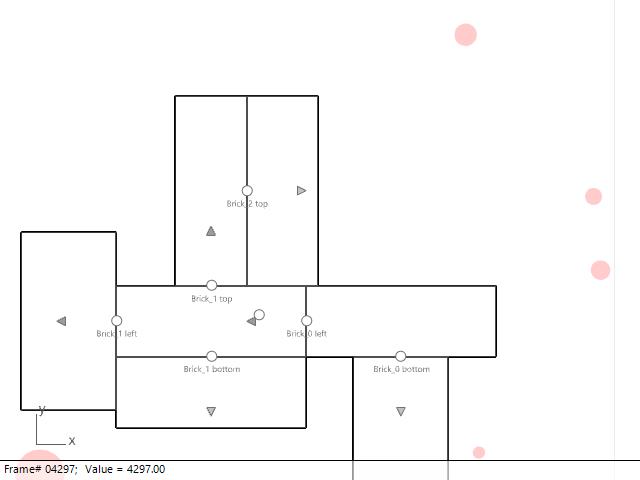 Brick_2 top
Brick_1 top
Brick_1 left
Brick_0 left
Brick_1 bottom
Brick_0 bottom
y
x
Frame# 04297; Value = 4297.00